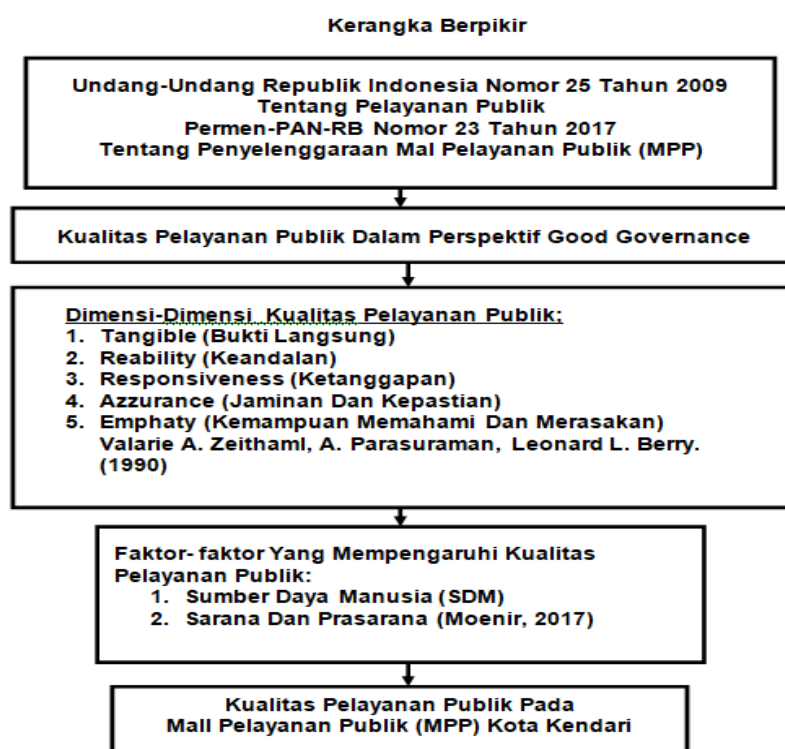 Kerangka Berpikir
Undang-Undang Republik Indonesia Nomor 25 Tahun 2009
Tentang Pelayanan Publik
Permen-PAN-RB Nomor 23 Tahun 2017
Tentang Penyelenggaraan Mal Pelayanan Publik (MPP)
Kualitas Pelayanan Publik Dalam Perspektif Good Governance
Dimensi-Dimensi Kualitas Pelayanan Publik:
1. Tangible (Bukti Langsung)
2. Reability (Keandalan)
3. Responsiveness (Ketanggapan)
4. Azzurance (Jaminan Dan Kepastian)
5. Emphaty (Kemampuan Memahami Dan Merasakan)
Valarie A. Zeithaml, A. Parasuraman, Leonard L. Berry.
(1990)
Faktor- faktor Yang Mempengaruhi Kualitas
Pelayanan Publik:
1. Sumber Daya Manusia (SDM)
2. Sarana Dan Prasarana (Moenir, 2017)
Kualitas Pelayanan Publik Pada
Mall Pelayanan Publik (MPP) Kota Kendari